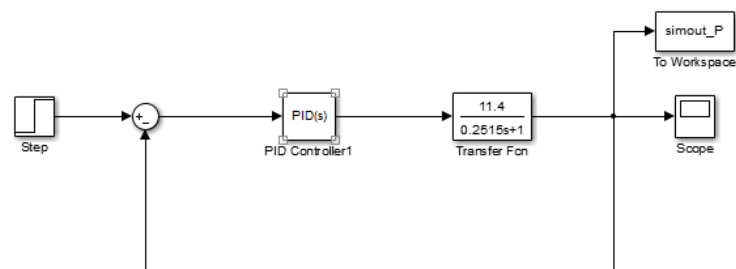 simout_P
To Workspace
+
_
PID(s)
11.4
0.2515s+1
Step
PID Controller1
Transfer Fcn
Scope